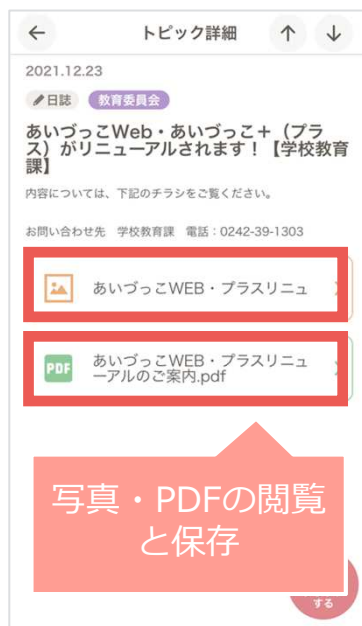 トピック詳細
2021.12.23
日誌 教育委員会
あいづっこWeb・あいづっこ+（プラ
ス）がリニューアルされます！【学校教育
課】
内容については、下記のチラシをご覧ください。
お問い合わせ先 学校教育課 電話：0242-39-1303
あいづっこWEB・プラスリニュ
PDF
あいづっこWEB・プラスリニュ
ーアルのご案内.pdf
写真・PDFの閲覧
と保存
する